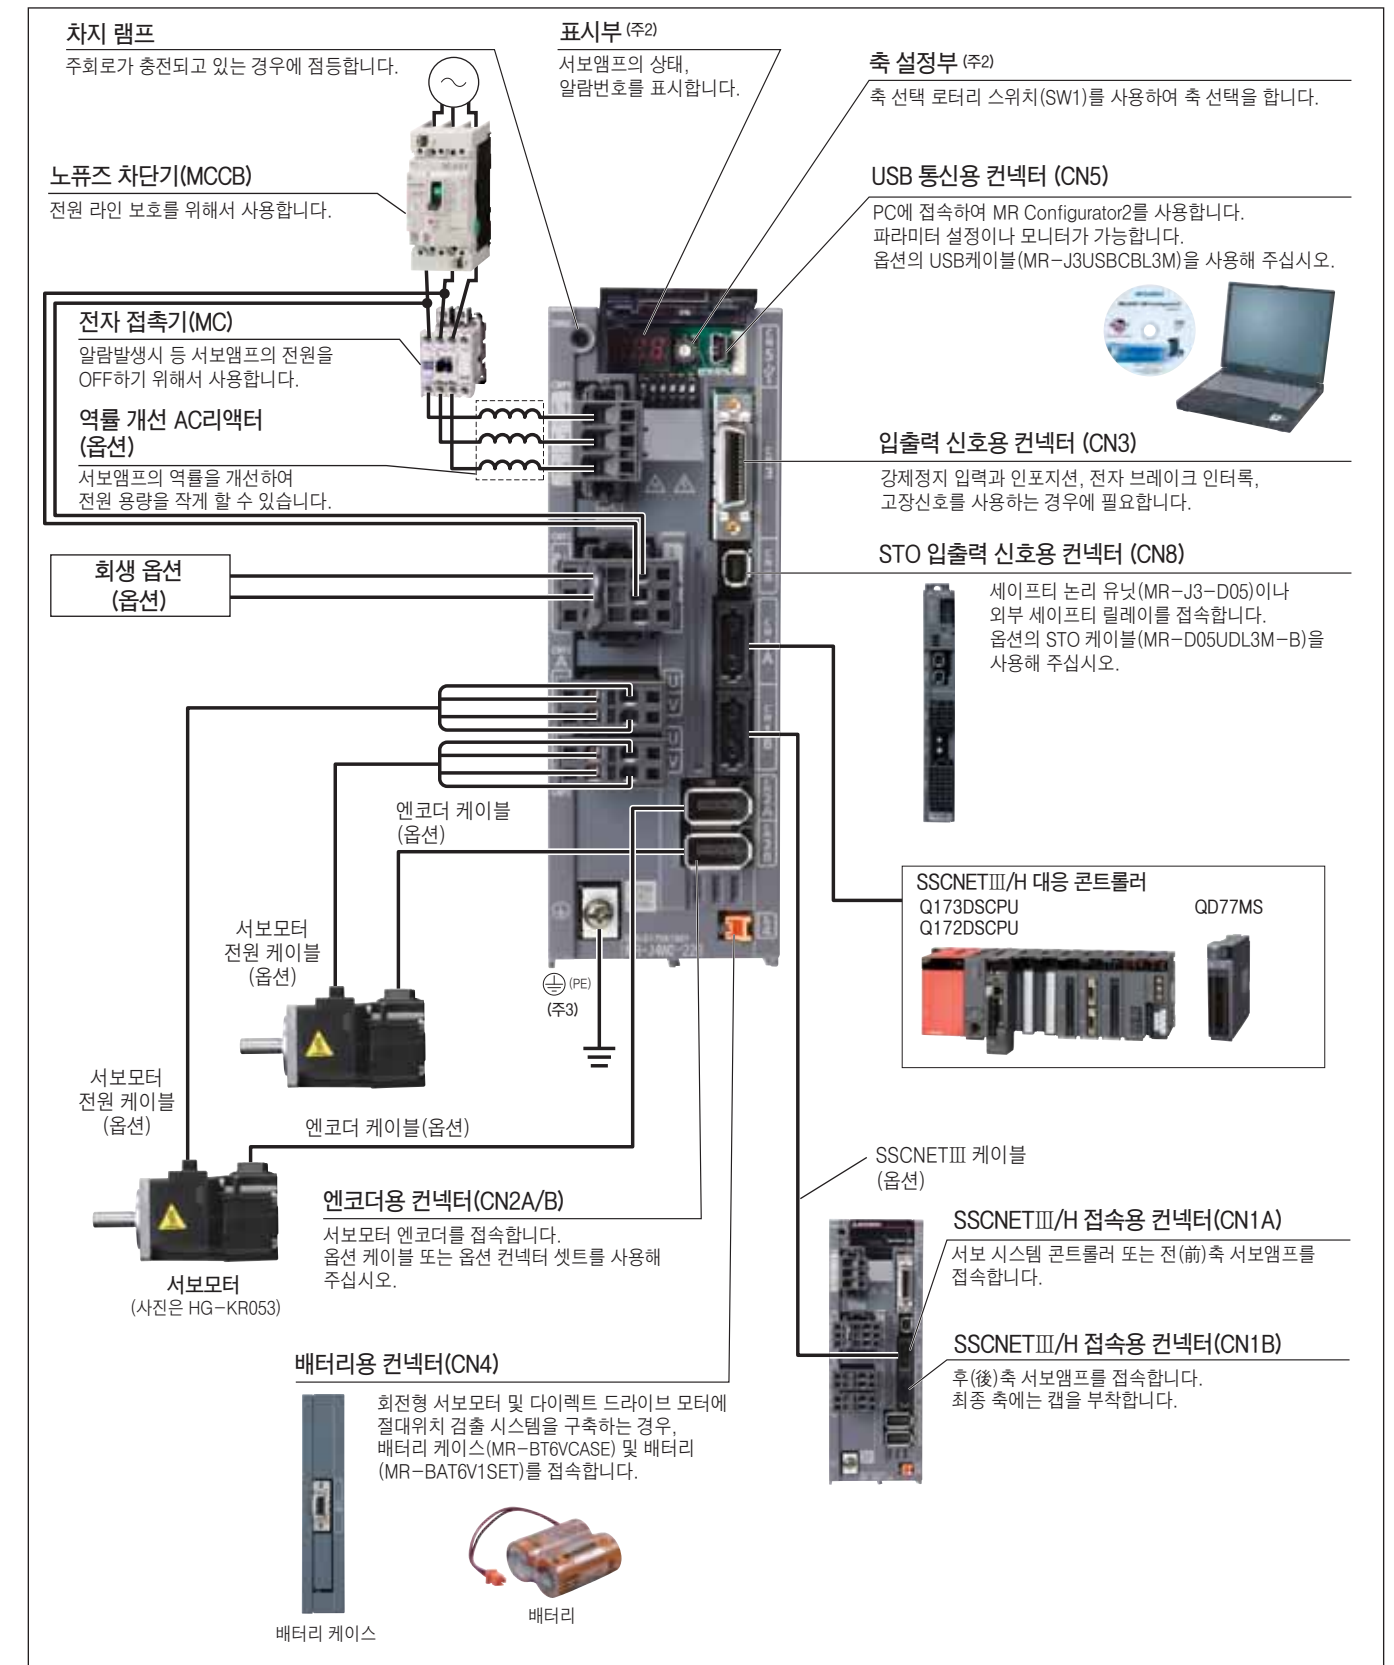 차지 램프
주회로가 충전되고 있는 경우에 점등합니다.
표시부 (주2)
서보앰프의 상태,
알람번호를 표시합니다.
축 설정부 (주2)
축 선택 로터리 스위치(SW1)를 사용하여 축 선택을 합니다.
노퓨즈 차단기(MCCB)
전원 라인 보호를 위해서 사용합니다.
USB 통신용 컨넥터 (CN5)
PC에 접속하여 MR Configurator2를 사용합니다.
파라미터 설정이나 모니터가 가능합니다.
옵션의 USB케이블(MR-J3USBCBL3M)을 사용해 주십시오.
전자 접촉기(MC)
알람발생시 등 서보앰프의 전원을
OFF하기 위해서 사용합니다.
역률 개선 AC리액터
(옵션)
서보앰프의 역률을 개선하여
전원 용량을 작게 할 수 있습니다.
입출력 신호용 컨넥터 (CN3)
강제정지 입력과 인포지션, 전자 브레이크 인터록,
고장신호를 사용하는 경우에 필요합니다.
회생 옵션
(옵션)
STO 입출력 신호용 컨넥터 (CN8)
세이프티 논리 유닛(MR-J3-D05)이나
외부 세이프티 릴레이를 접속합니다.
옵션의 STO 케이블(MR-D05UDL3M-B)을
사용해 주십시오.
엔코더 케이블
(옵션)
서보모터
전원 케이블
(옵션)
(PE)
(주3)
SSCNETⅢ/H 대응 콘트롤러
Q173DSCPU
Q172DSCPU
QD77MS
서보모터
전원 케이블
(옵션)
엔코더 케이블(옵션)
SSCNETⅢ 케이블
(옵션)
엔코더용 컨넥터(CN2A/B)
서보모터 엔코더를 접속합니다.
옵션 케이블 또는 옵션 컨넥터 셋트를 사용해
주십시오.
서보모터
(사진은 HG-KR053)
SSCNETⅢ/H 접속용 컨넥터(CN1A)
서보 시스템 콘트롤러 또는 전(前)축 서보앰프를
접속합니다.
SSCNETⅢ/H 접속용 컨넥터(CN1B)
후(後)축 서보앰프를 접속합니다.
최종 축에는 캡을 부착합니다.
배터리용 컨넥터(CN4)
회전형 서보모터 및 다이렉트 드라이브 모터에
절대위치 검출 시스템을 구축하는 경우,
배터리 케이스(MR-BT6VCASE) 및 배터리
(MR-BAT6V1SET)를 접속합니다.
배터리
배터리 케이스